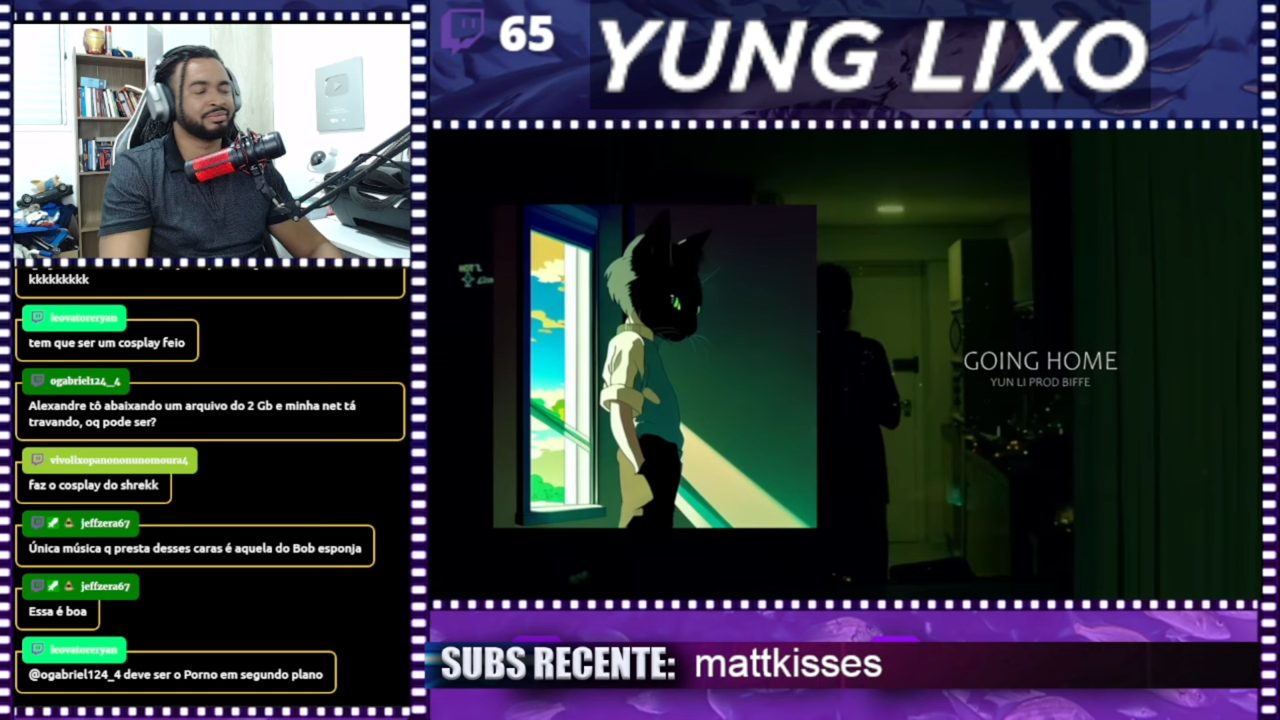 65
YUNG LIXO
kkkkkkkkk
leovatoreryan
tem que ser um cosplay feio
ogabriel124_4
Alexandre tô abaixando um arquivo do 2 Gb e minha net tá
travando, oq pode ser?
vivolixopanononunomoura4
faz o cosplay do shrekk
jeffzera67
Única música q presta desses caras é aquela do Bob esponja
jeffzera67
Essa é boa
leovatoreryan
@ogabriel124_4 deve ser o Porno em segundo plano
GOING HOME
YUN LI PROD BIFFE
SUBS RECENTE: mattkisses